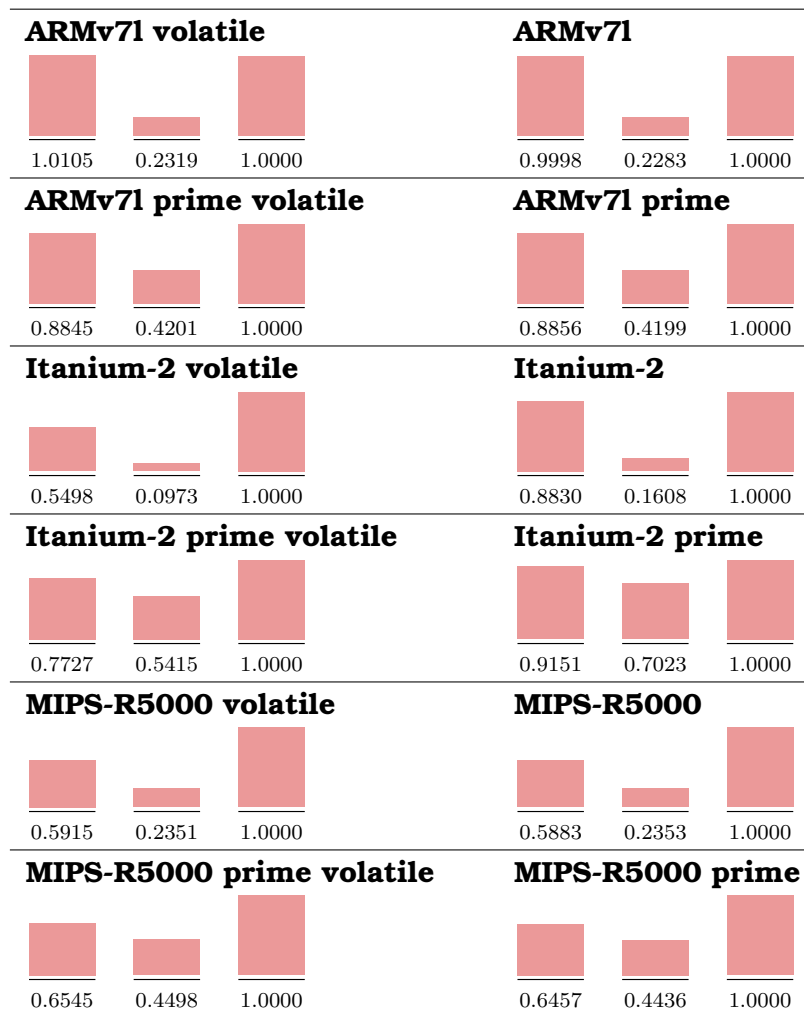 ARMv7l volatile ARMv7l
1.0105 0.2319 1.0000 0.9998 0.2283 1.0000
ARMv7l prime volatile ARMv7l prime
0.8845 0.4201 1.0000 0.8856 0.4199 1.0000
Itanium-2 volatile Itanium-2
0.5498 0.0973 1.0000 0.8830 0.1608 1.0000
Itanium-2 prime volatile Itanium-2 prime
0.7727 0.5415 1.0000 0.9151 0.7023 1.0000
MIPS-R5000 volatile MIPS-R5000
0.5915 0.2351 1.0000 0.5883 0.2353 1.0000
MIPS-R5000 prime volatile MIPS-R5000 prime
0.6545 0.4498 1.0000 0.6457 0.4436 1.0000